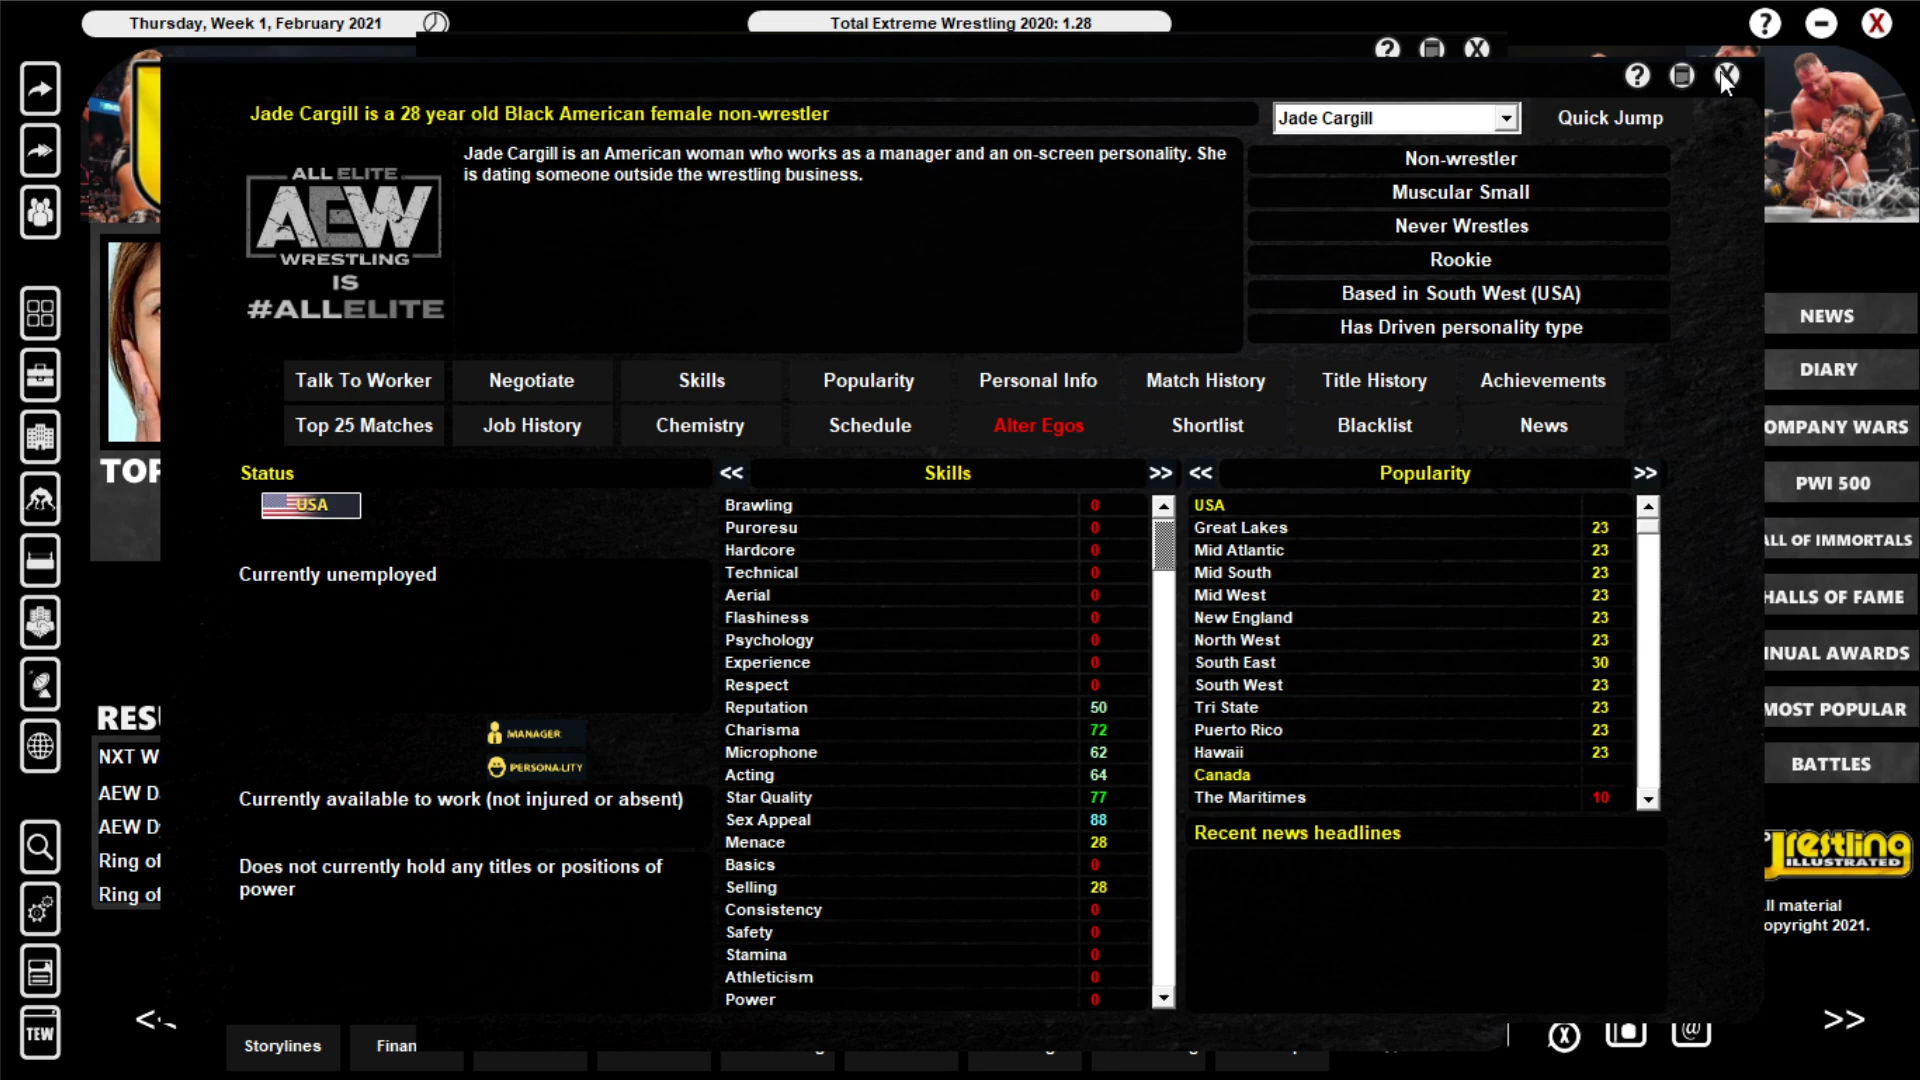 Thursday, Week 1, February 2021
Total Extreme Wrestling 2020: 1.28
Jade Cargill is a 28 year old Black American female non-wrestler
Jade Cargill
Quick Jump
ALL ELITE
AEW
WRESTLING
IS
#ALLELITE
Jade Cargill is an American woman who works as a manager and an on-screen personality. She
is dating someone outside the wrestling business.
Non-wrestler
Muscular Small
Never Wrestles
Rookie
Based in South West (USA)
Has Driven personality type
Talk To Worker
Negotiate
Skills
Popularity
Personal Info
Match History
Title History
Achievements
Top 25 Matches
Job History
Chemistry
Schedule
Alter Egos
Shortlist
Blacklist
News
Status
USA
Currently unemployed
MANAGER
PERSONALITY
Currently available to work (not injured or absent)
Does not currently hold any titles or positions of
power
<< Skills >>
Brawling 0
Puroresu 0
Hardcore 0
Technical 0
Aerial 0
Flashiness 0
Psychology 0
Experience 0
Respect 0
Reputation 50
Charisma 72
Microphone 62
Acting 64
Star Quality 77
Sex Appeal 88
Menace 28
Basics 0
Selling 28
Consistency 0
Safety 0
Stamina 0
Athleticism 0
Power 0
<< Popularity >>
USA
Great Lakes 23
Mid Atlantic 23
Mid South 23
Mid West 23
New England 23
North West 23
South East 30
South West 23
Tri State 23
Puerto Rico 23
Hawaii 23
Canada
The Maritimes 10
Recent news headlines
TOP
RESU
NXT W
AEW D
AEW D
Ring of
Ring of
TEW
NEWS
DIARY
OMPANY WARS
PWI 500
ALL OF IMMORTALS
HALLS OF FAME
NUAL AWARDS
MOST POPULAR
BATTLES
Wrestling
ILLUSTRATED
ll material
opyright 2021.
Storylines
Finan
>>